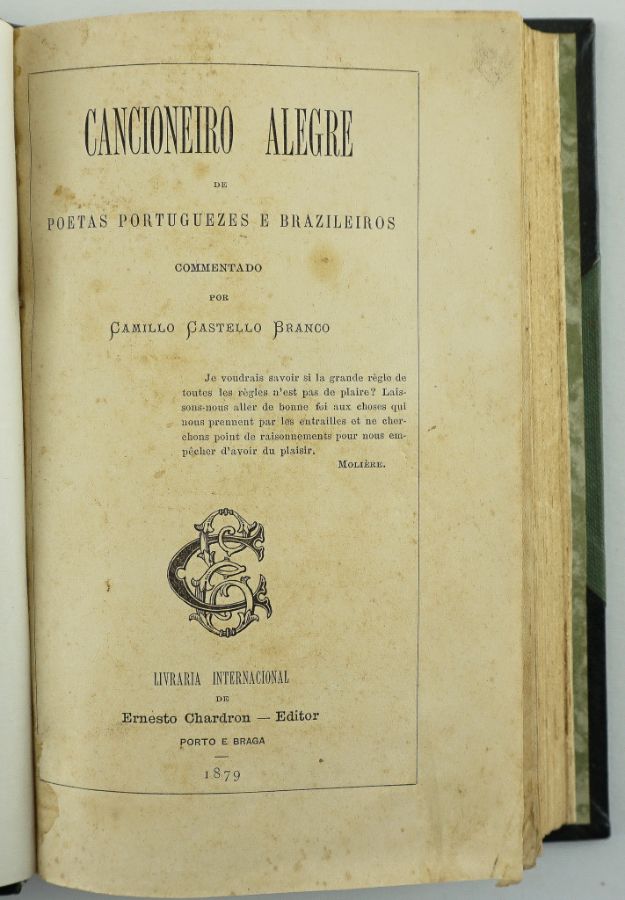 CANCIONEIRO ALEGRE
DE
POETAS PORTUGUEZES E BRAZILEIROS
COMMENTADO
POR
CAMILLO CASTELLO BRANCO
Je voudrais savoir si la grande règle de
toutes les règles n'est pas de plaire? Lais-
sons-nous aller de bonne foi aux choses qui
nous prennent par les entrailles et ne cher-
chons point de raisonnements pour nous em-
pêcher d'avoir du plaisir.
MOLIÈRE.
LIVRARIA INTERNACIONAL
DE
Ernesto Chardron — Editor
PORTO E BRAGA
1879